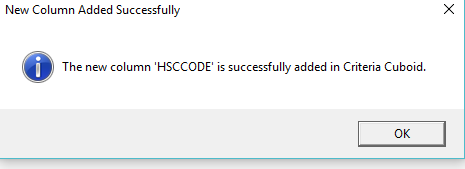 New Column Added Successfully
The new column 'HSCCODE' is successfully added in Criteria Cuboid.
OK